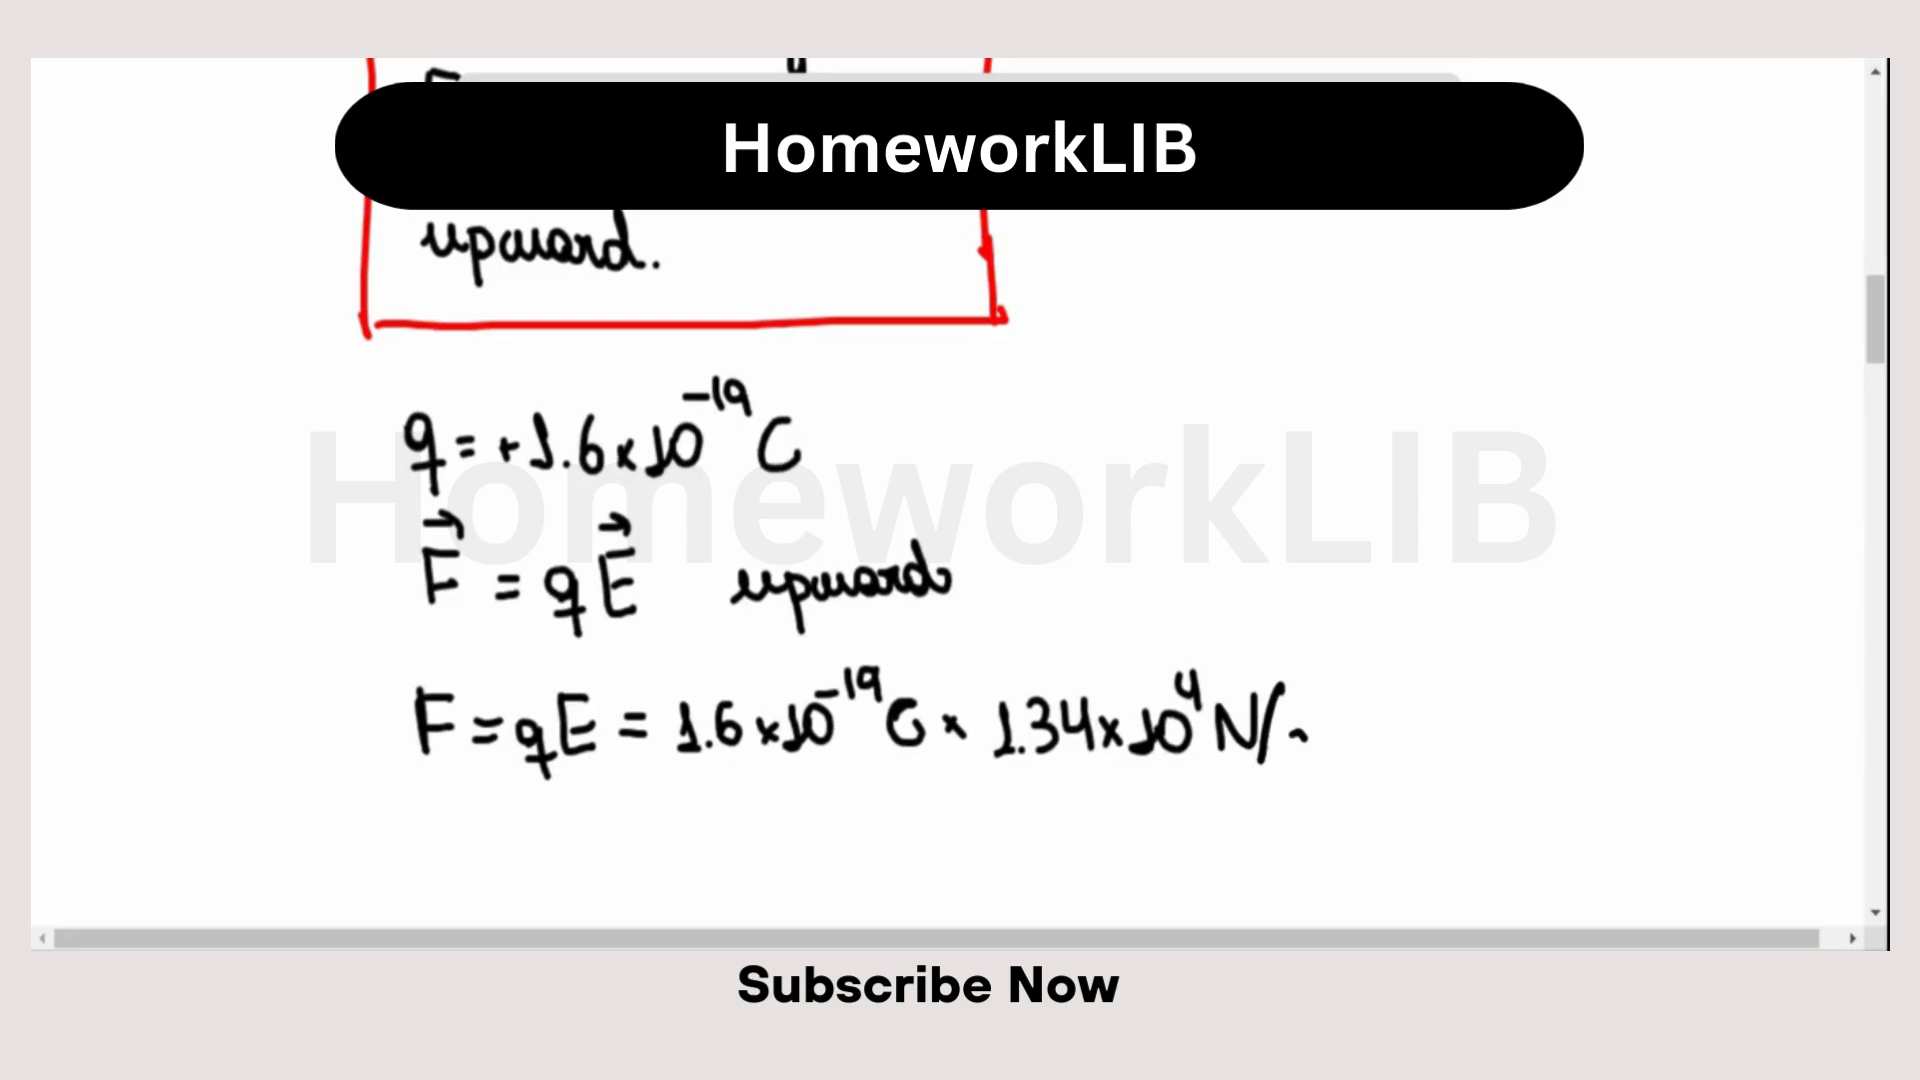 HomeworkLIB
upward.
q = +1.6 × 10⁻¹⁹ C
HomeworkLIB
F⃗ = qE⃗ upward
F = qE = 1.6 × 10⁻¹⁹ C × 1.34 × 10⁴ N/
Subscribe Now